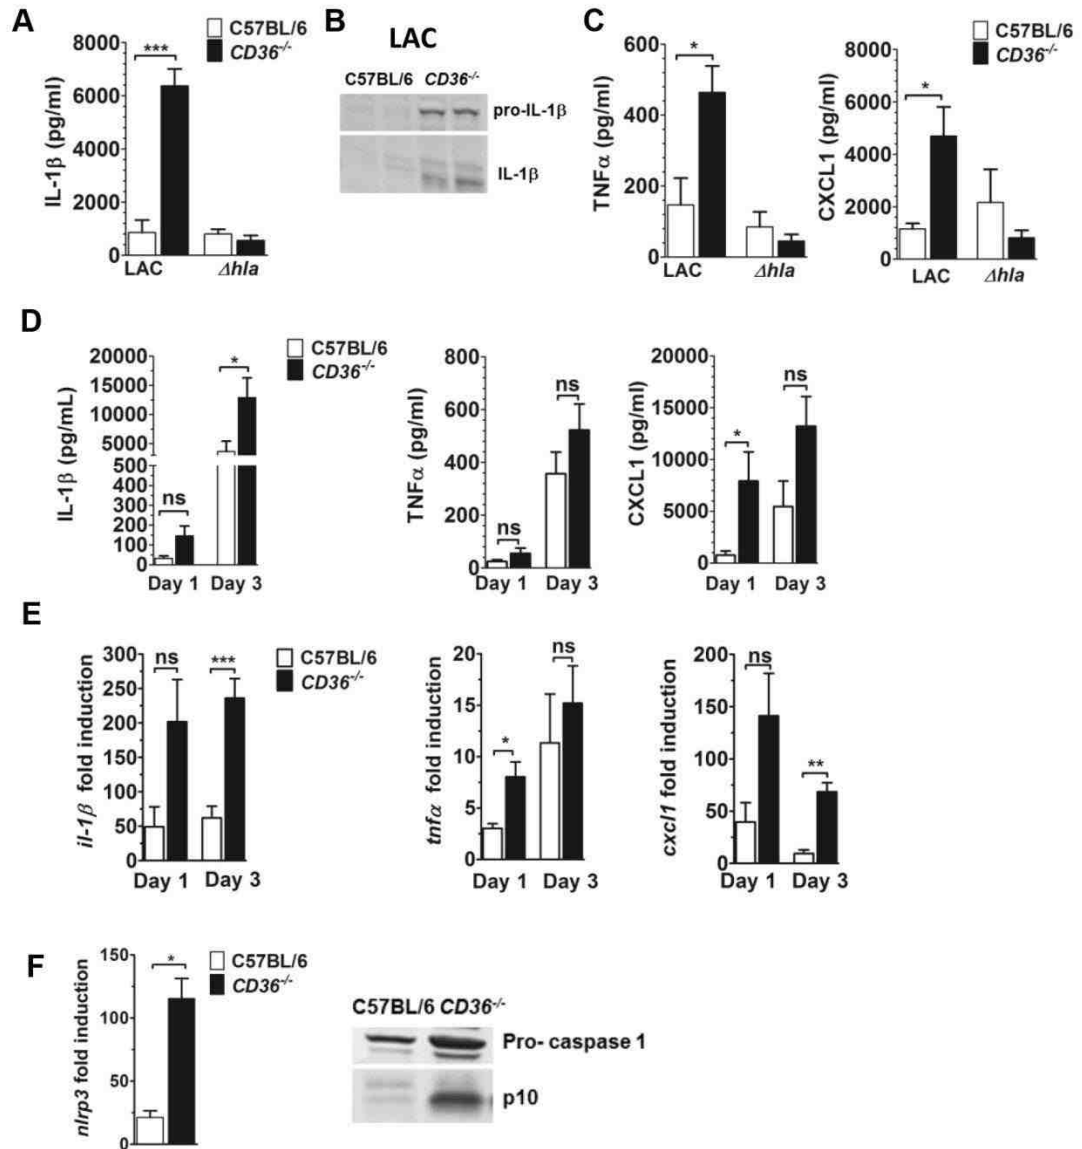 A
IL-1β (pg/ml)
8000
6000
4000
2000
0
***
LAC
Δhla
C57BL/6
CD36-/-
B
LAC
C57BL/6 CD36-/-
pro-IL-1β
IL-1β
C
TNFα (pg/ml)
600
400
200
0
*
LAC
Δhla
CXCL1 (pg/ml)
8000
6000
4000
2000
0
*
LAC
Δhla
C57BL/6
CD36-/-
D
IL-1β (pg/mL)
20000
15000
10000
5000
500
400
300
200
100
0
ns
*
Day 1 Day 3
C57BL/6
CD36-/-
TNFα (pg/ml)
800
600
400
200
0
ns
ns
Day 1 Day 3
CXCL1 (pg/ml)
20000
15000
10000
5000
0
*
ns
Day 1 Day 3
E
il-1β fold induction
300
250
200
150
100
50
0
ns
***
Day 1 Day 3
C57BL/6
CD36-/-
tnfα fold induction
20
15
10
5
0
*
ns
Day 1 Day 3
cxcl1 fold induction
200
150
100
50
0
ns
**
Day 1 Day 3
F
nlrp3 fold induction
150
100
50
0
*
C57BL/6
CD36-/-
C57BL/6 CD36-/-
Pro- caspase 1
p10